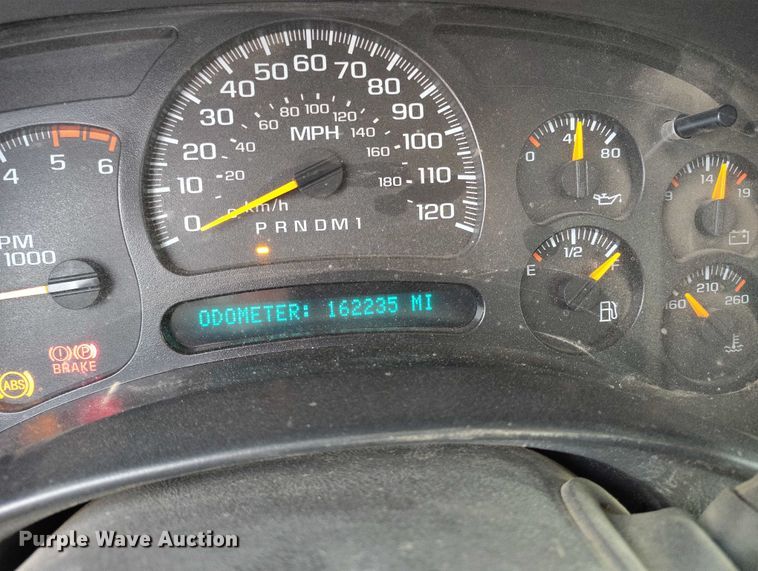 10 20 30 40 50 60 70 80 90 100 110 120
0
20 40 60 80 100 120 140 160 180
MPH
km/h
P R N D M 1
4 5 6
PM
1000
0 40 80
9 14 19
E 1/2 F
160 210 260
ODOMETER: 162235 MI
BRAKE
ABS
P
Purple Wave Auction